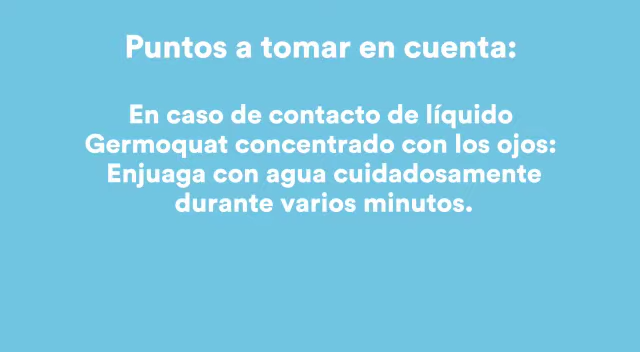 Puntos a tomar en cuenta:
En caso de contacto de líquido
Germoquat concentrado con los ojos:
Enjuaga con agua cuidadosamente
durante varios minutos.